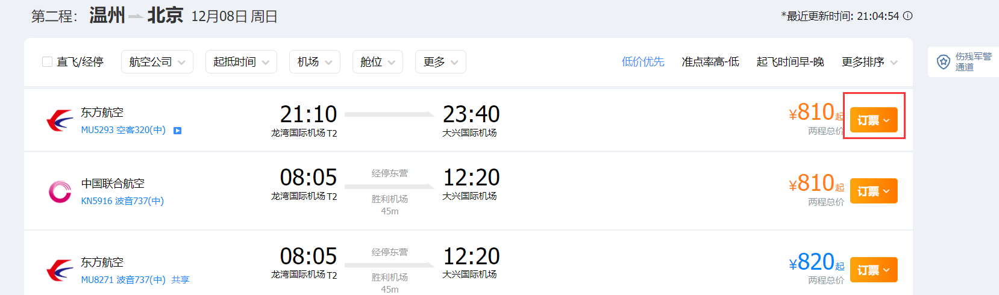 第二程： 温州 北京 12月08日 周日
*最近更新时间: 21:04:54
直飞/经停 航空公司 起抵时间 机场 舱位 更多 低价优先 准点率高-低 起飞时间早-晚 更多排序
伤残军警
通道
东方航空
MU5293 空客320(中)
21:10
龙湾国际机场 T2
23:40
大兴国际机场
¥810起
两程总价
订票
中国联合航空
KN5916 波音737(中)
08:05
龙湾国际机场 T2
经停东营
胜利机场
45m
12:20
大兴国际机场
¥810起
两程总价
订票
东方航空
MU8271 波音737(中) 共享
08:05
龙湾国际机场 T2
经停东营
胜利机场
45m
12:20
大兴国际机场
¥820起
两程总价
订票